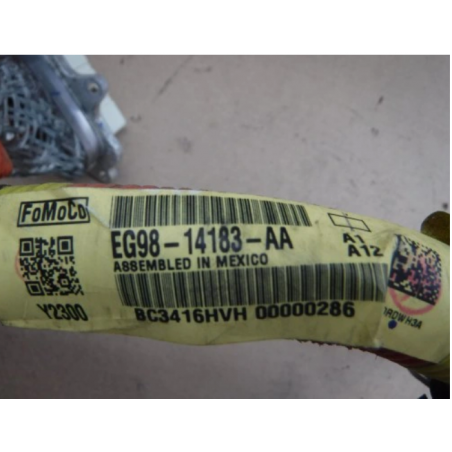 FoMoCo
EG98-14183-AA
ASSEMBLED IN MEXICO
A1
A12
Y2300
BC3416HVH 00000286